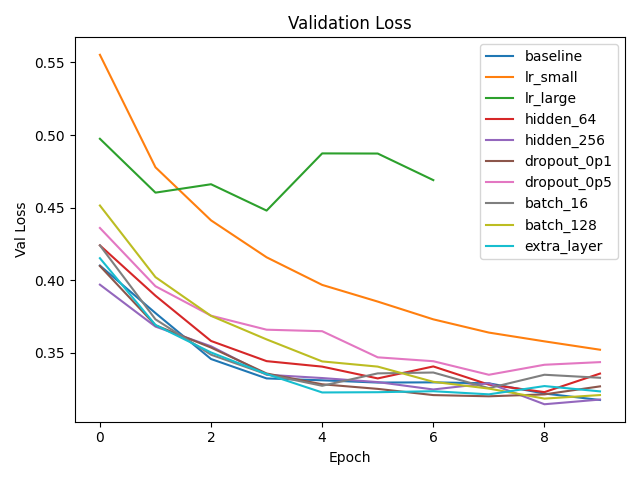 Validation Loss
Val Loss
0.55
0.50
0.45
0.40
0.35
0 2 4 6 8
Epoch
baseline
lr_small
lr_large
hidden_64
hidden_256
dropout_0p1
dropout_0p5
batch_16
batch_128
extra_layer